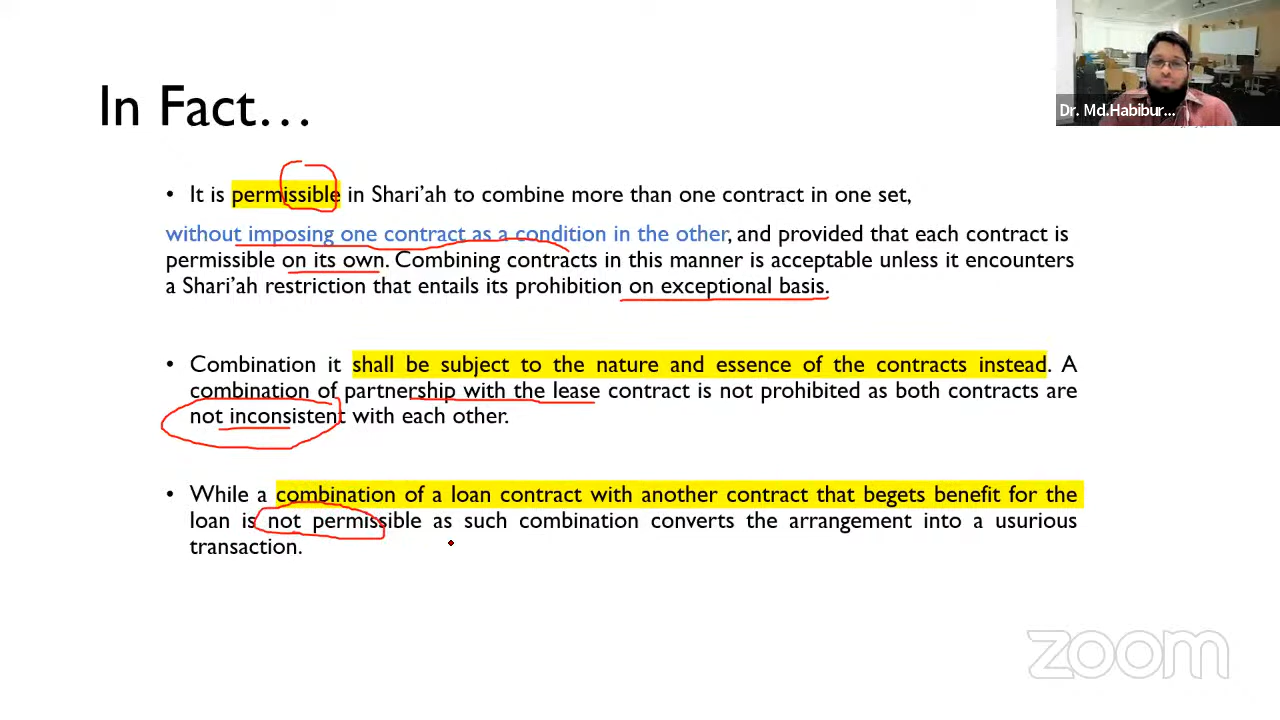 In Fact…
• It is permissible in Shari’ah to combine more than one contract in one set,
without imposing one contract as a condition in the other, and provided that each contract is
permissible on its own. Combining contracts in this manner is acceptable unless it encounters
a Shari’ah restriction that entails its prohibition on exceptional basis.
• Combination it shall be subject to the nature and essence of the contracts instead. A
combination of partnership with the lease contract is not prohibited as both contracts are
not inconsistent with each other.
• While a combination of a loan contract with another contract that begets benefit for the
loan is not permissible as such combination converts the arrangement into a usurious
transaction.
Dr. Md.Habibur...
zoom